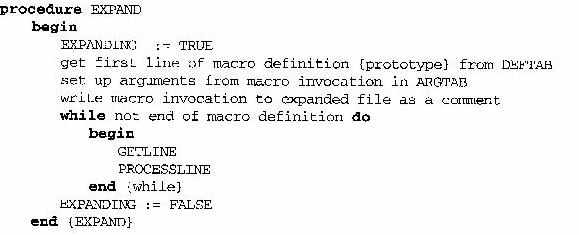 procedure EXPAND
begin
EXPANDING := TRUE
get first line of macro definition {prototype} from DEFTAB
set up arguments from macro invocation in ARGTAB
write macro invocation to expanded file as a comment
while not end of macro definition do
begin
GETLINE
PROCESSLINE
end {while}
EXPANDING := FALSE
end {EXPAND}